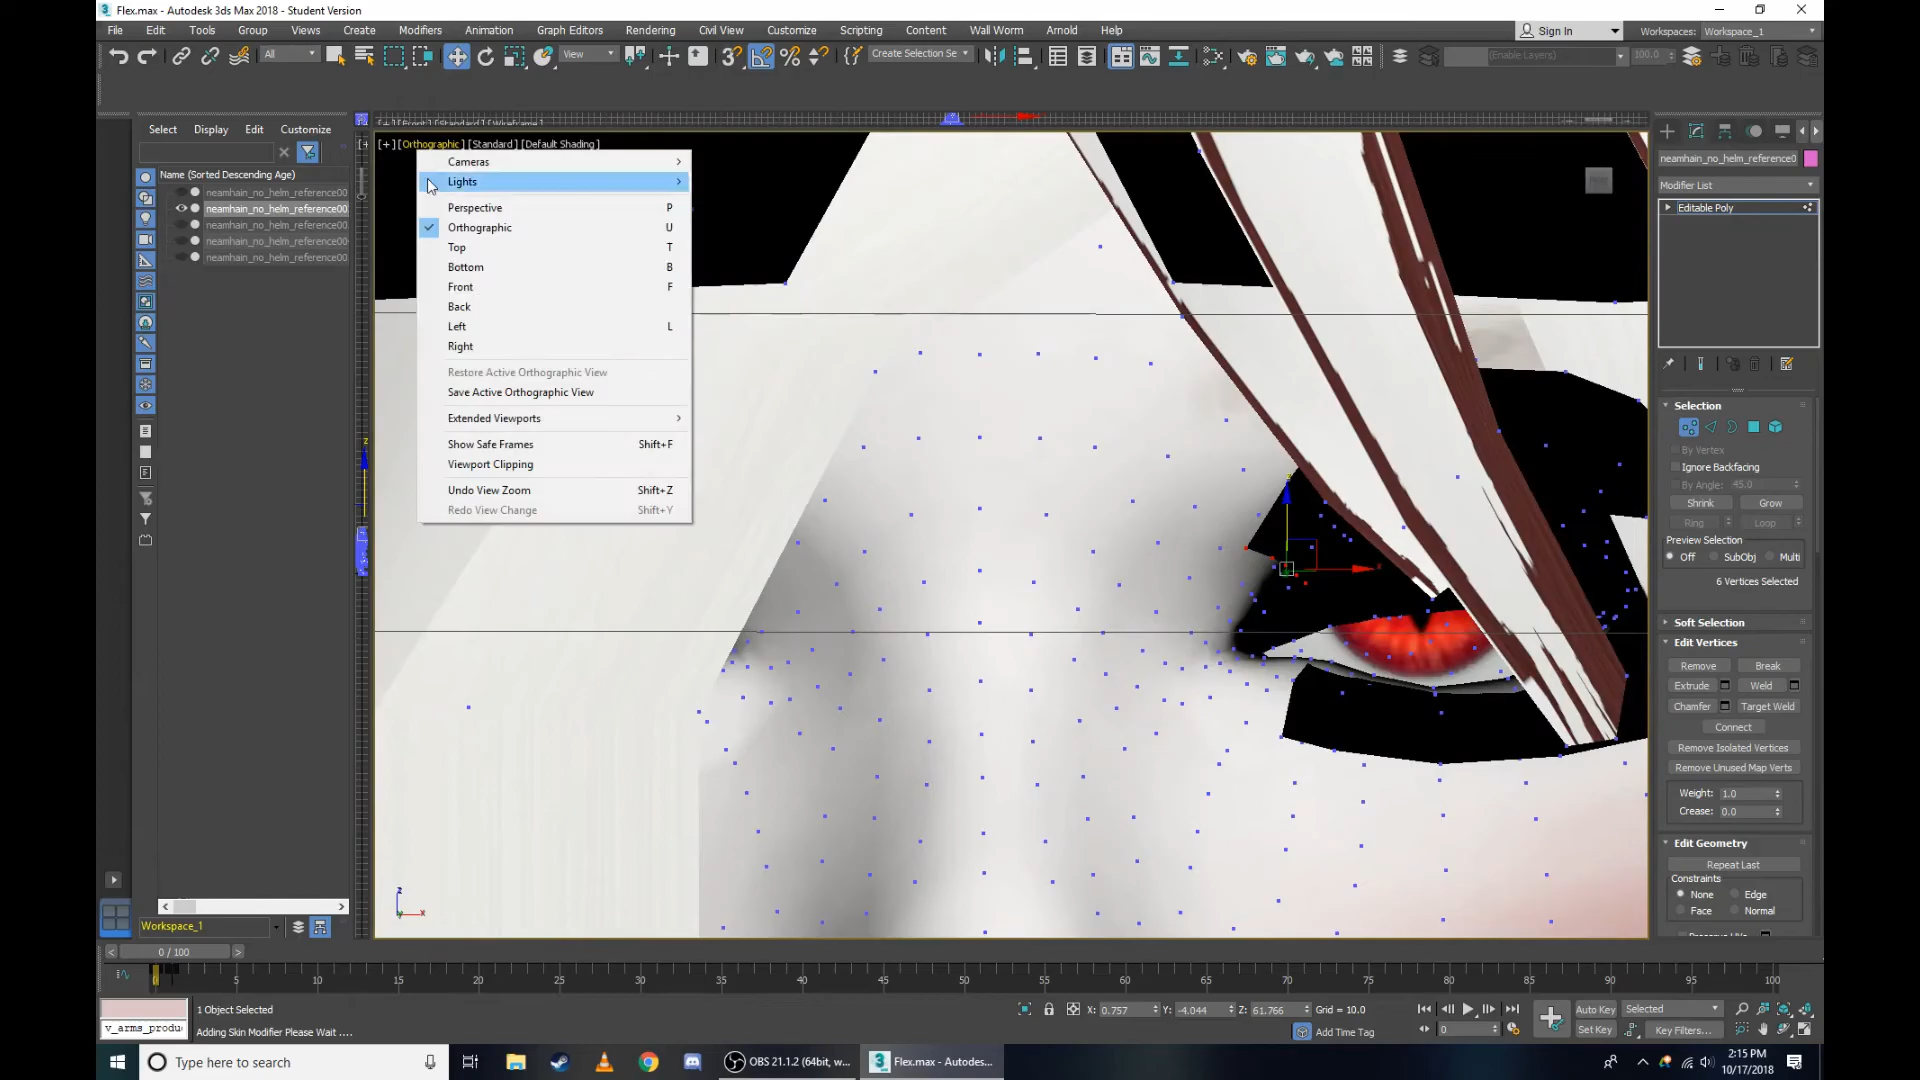 Flex.max - Autodesk 3ds Max 2018 - Student Version
File Edit Tools Group Views Create Modifiers Animation Graph Editors Rendering Civil View Customize Scripting Content Wall Worm Arnold Help
Sign In Workspaces: Workspace_1
All View Create Selection Se (Enable Layers) 100.0
Select Display Edit Customize
[+][Front][Standard][Wireframe]
[+][Orthographic][Standard][Default Shading]
Name (Sorted Descending Age)
neamhain_no_helm_reference00
neamhain_no_helm_reference00
neamhain_no_helm_reference00
neamhain_no_helm_reference00
neamhain_no_helm_reference00
Cameras
Lights
Perspective P
Orthographic U
Top T
Bottom B
Front F
Back
Left L
Right
Restore Active Orthographic View
Save Active Orthographic View
Extended Viewports
Show Safe Frames Shift+F
Viewport Clipping
Undo View Zoom Shift+Z
Redo View Change Shift+Y
neamhain_no_helm_reference0
Modifier List
Editable Poly
Selection
By Vertex
Ignore Backfacing
By Angle: 45.0
Shrink Grow
Ring Loop
Preview Selection
Off SubObj Multi
6 Vertices Selected
Soft Selection
Edit Vertices
Remove Break
Extrude Weld
Chamfer Target Weld
Connect
Remove Isolated Vertices
Remove Unused Map Verts
Weight: 1.0
Crease: 0.0
Edit Geometry
Repeat Last
Constraints
None Edge
Face Normal
z x
x
z
Workspace_1
0 / 100
0 5 10 15 20 25 30 35 40 45 50 55 60 65 70 75 80 85 90 95 100
1 Object Selected
v_arms_produ
Adding Skin Modifier Please Wait ....
X: 0.757 Y: -4.044 Z: 61.766 Grid = 10.0
Add Time Tag
0
Auto Key Selected
Set Key Key Filters...
Type here to search
OBS 21.1.2 (64bit, w...
Flex.max - Autodes...
2:15 PM
10/17/2018